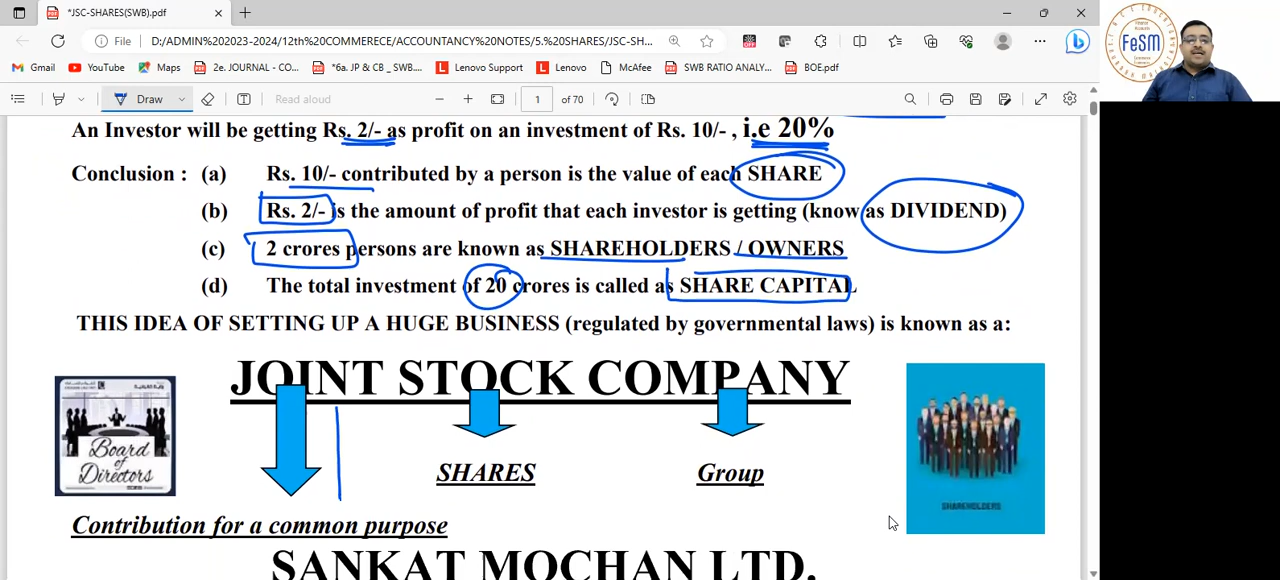 *JSC-SHARES(SWB).pdf
File D:/ADMIN%202023-2024/12th%20COMMERECE/ACCOUNTANCE%20NOTES/5.%20SHARES/JSC-SH...
Gmail YouTube Maps 2e. JOURNAL - CO... *6a. JP & CB _ SWB.... Lenovo Support Lenovo McAfee SWB RATIO ANALY... BOE.pdf
Draw Read aloud 1 of 70
FeSM
An Investor will be getting Rs. 2/- as profit on an investment of Rs. 10/- , i.e 20%
Conclusion : (a) Rs. 10/- contributed by a person is the value of each SHARE
(b) Rs. 2/- is the amount of profit that each investor is getting (know as DIVIDEND)
(c) 2 crores persons are known as SHAREHOLDERS / OWNERS
(d) The total investment of 20 crores is called as SHARE CAPITAL
THIS IDEA OF SETTING UP A HUGE BUSINESS (regulated by governmental laws) is known as a:
JOINT STOCK COMPANY
Board
of
Directors
SHARES Group
SHAREHOLDERS
Contribution for a common purpose
SANKAT MOCHAN LTD.